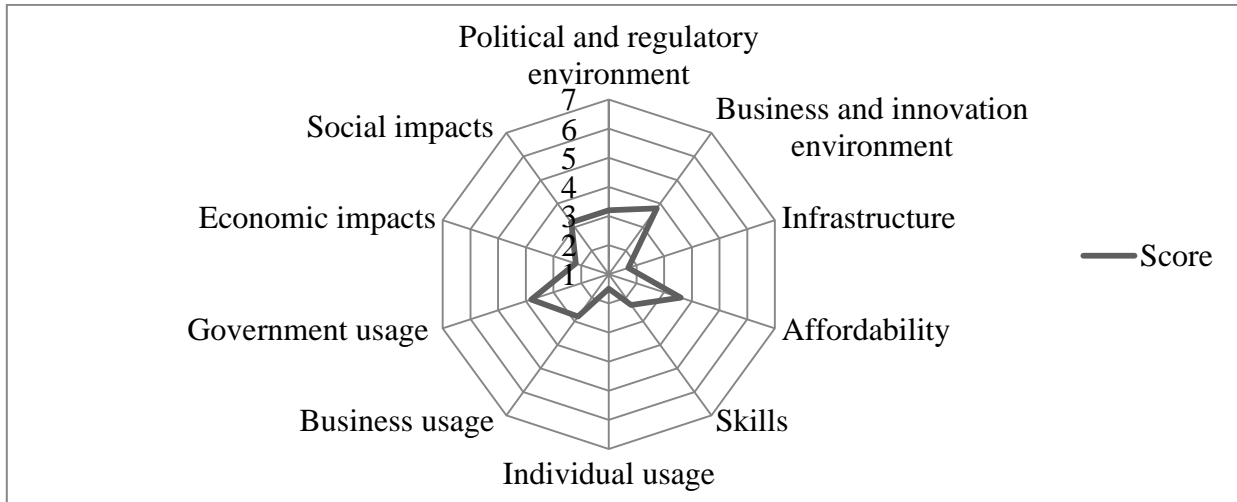 Political and regulatory
environment
7
Business and innovation
environment
6
Social impacts
5
4
Economic impacts
Infrastructure
3
Score
2
1
Government usage
Affordability
Business usage
Skills
Individual usage